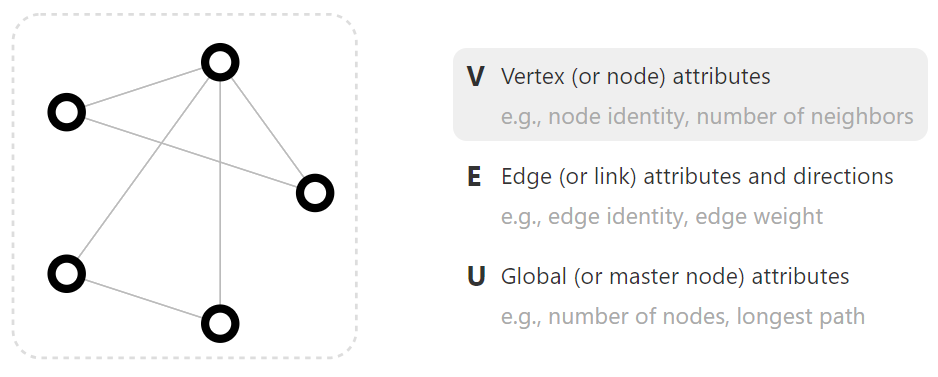 V Vertex (or node) attributes
e.g., node identity, number of neighbors
E Edge (or link) attributes and directions
e.g., edge identity, edge weight
U Global (or master node) attributes
e.g., number of nodes, longest path